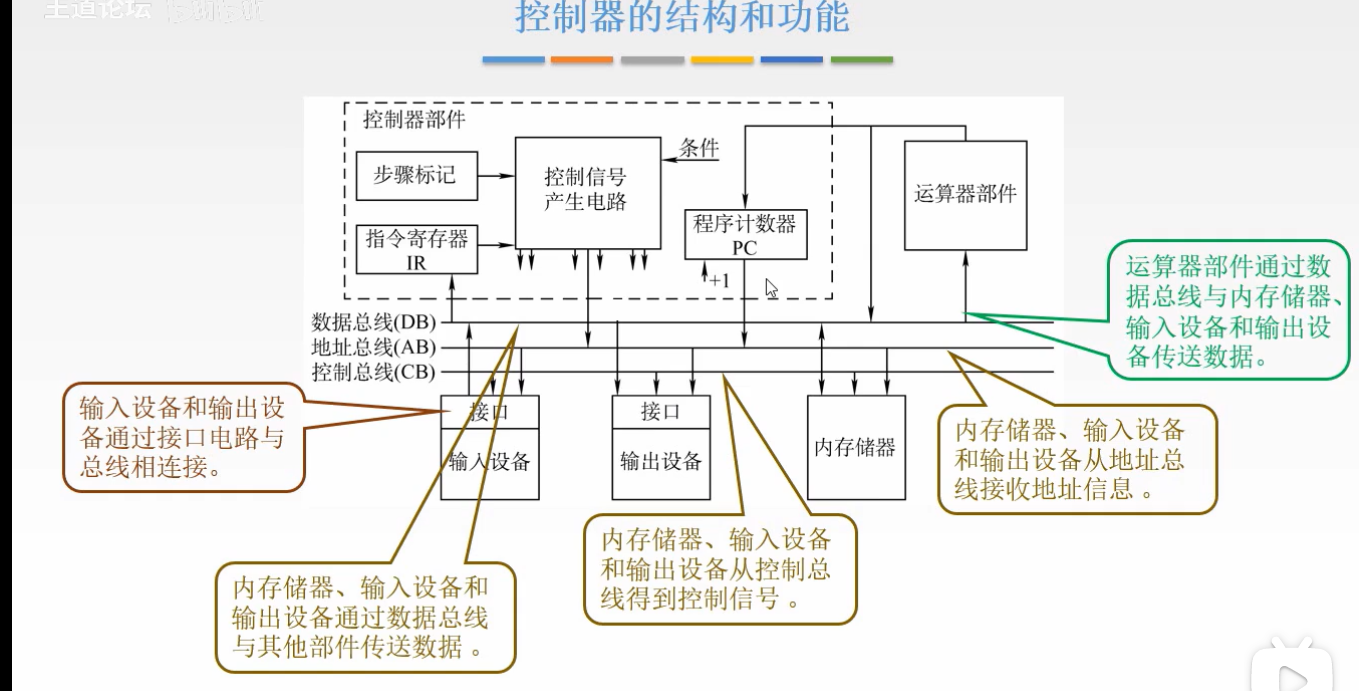 王道论坛
控制器的结构和功能
控制器部件
条件
步骤标记
控制信号
产生电路
运算器部件
指令寄存器
IR
程序计数器
PC
+1
运算器部件通过数
据总线与内存储器、
输入设备和输出设
备传送数据。
数据总线(DB)
地址总线(AB)
控制总线(CB)
输入设备和输出设
备通过接口电路与
总线相连接。
接口
输入设备
接口
输出设备
内存储器
内存储器、输入设备
和输出设备从地址总
线接收地址信息 。
内存储器、输入设备
和输出设备从控制总
线得到控制信号 。
内存储器、输入设备和
输出设备通过数据总线
与其他部件传送数据 。